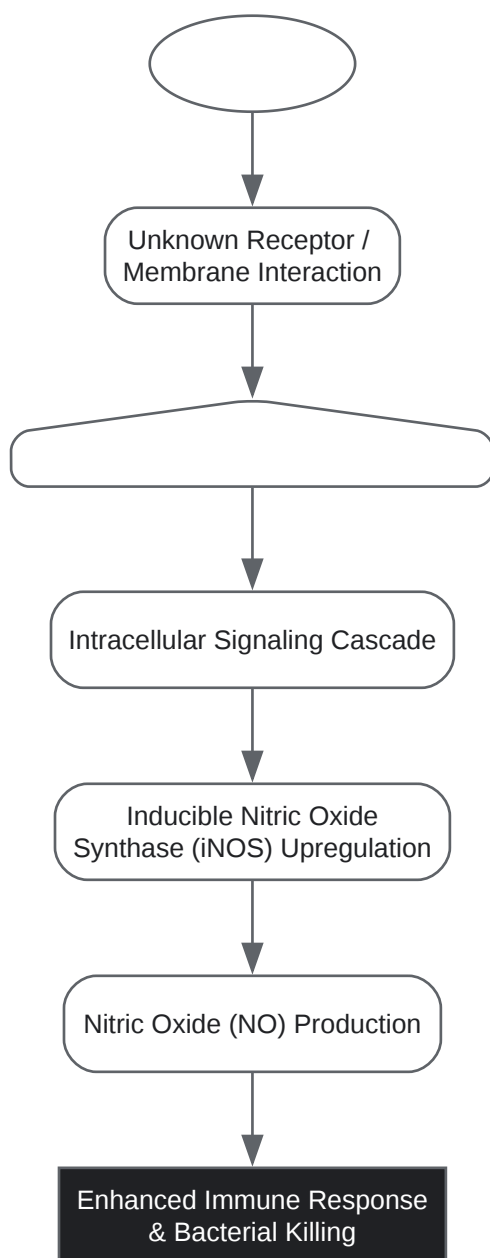 Unknown Receptor /
Membrane Interaction
Intracellular Signaling Cascade
Inducible Nitric Oxide
Synthase (iNOS) Upregulation
Nitric Oxide (NO) Production
Enhanced Immune Response
& Bacterial Killing